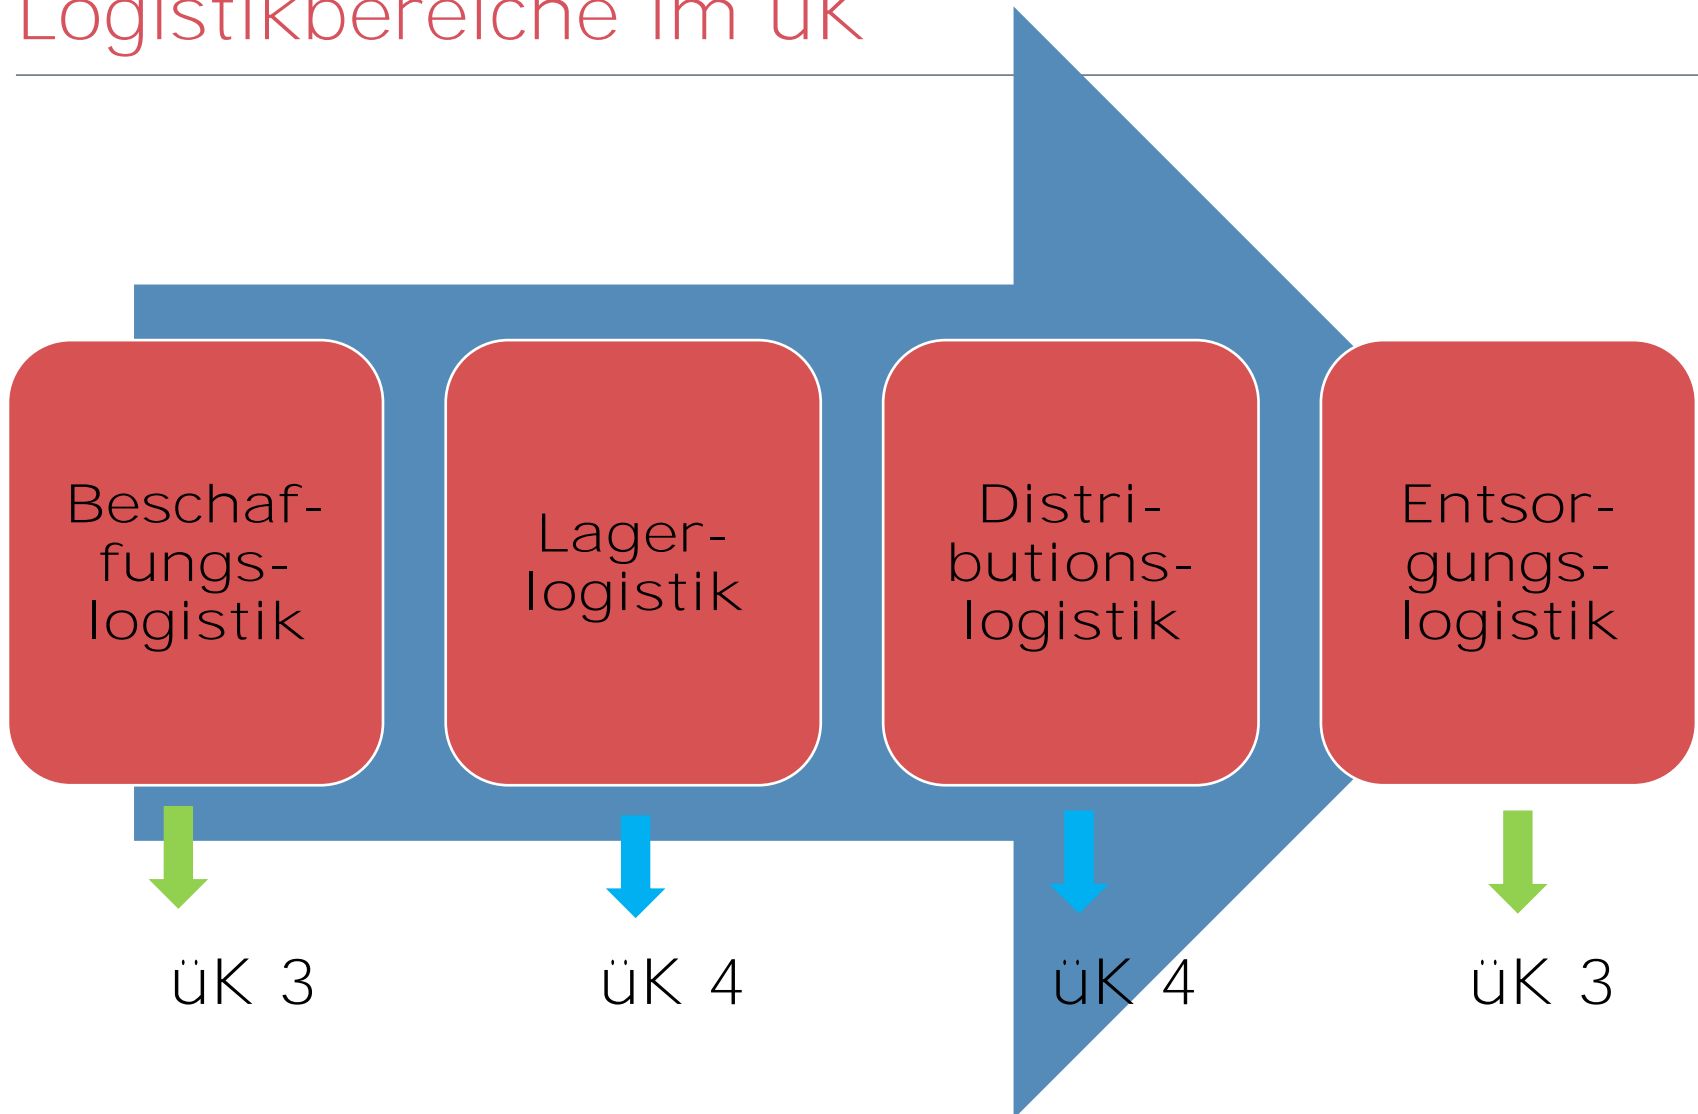 Logistikbereiche im üK
Beschaf-
fungs-
logistik
Lager-
logistik
Distri-
butions-
logistik
Entsor-
gungs-
logistik
üK 3
üK 4
üK 4
üK 3